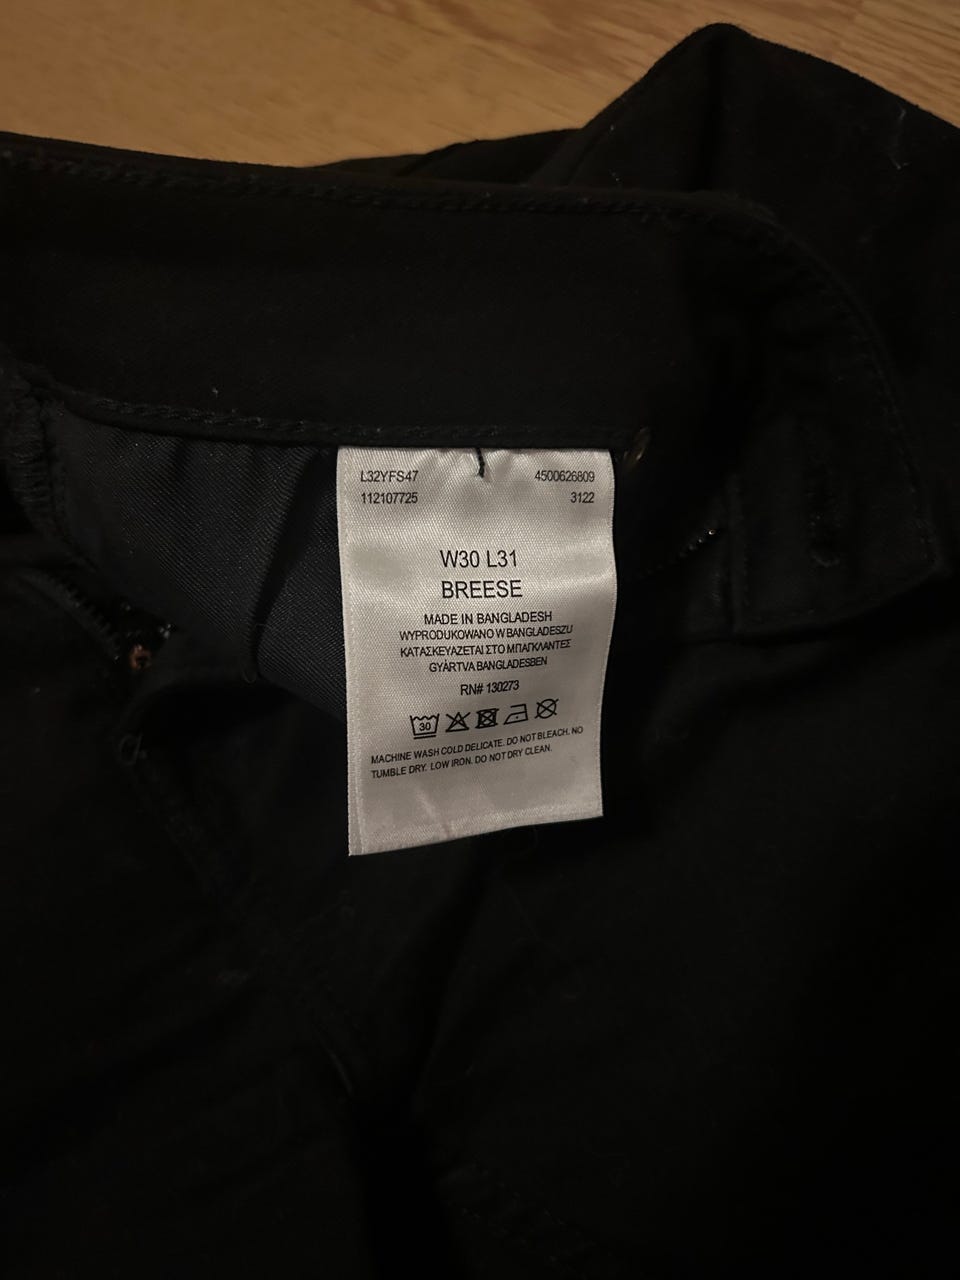 L32YFS47 4500626809
112107725 3122
W30 L31
BREESE
MADE IN BANGLADESH
WYPRODUKOWANO W BANGLADESZU
ΚΑΤΑΣΚΕΥΑΖΕΤΑΙ ΣΤΟ ΜΠΑΓΚΛΑΝΤΕΣ
GYÁRTVA BANGLADESBEN
RN# 130273
30
MACHINE WASH COLD DELICATE. DO NOT BLEACH. NO
TUMBLE DRY. LOW IRON. DO NOT DRY CLEAN.